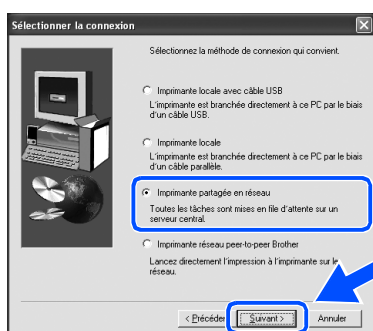 Sélectionner la connexion
Sélectionnez la méthode de connexion qui convient.
Imprimante locale avec câble USB
L'imprimante est branchée directement à ce PC par le biais
d'un câble USB.
Imprimante locale
L'imprimante est branchée directement à ce PC par le biais
d'un câble parallèle.
Imprimante partagée en réseau
Toutes les tâches sont mises en file d'attente sur un
serveur central.
Imprimante réseau peer-to-peer Brother
Lancez directement l'impression à l'imprimante sur le
réseau.
< Précéder Suivant > Annuler